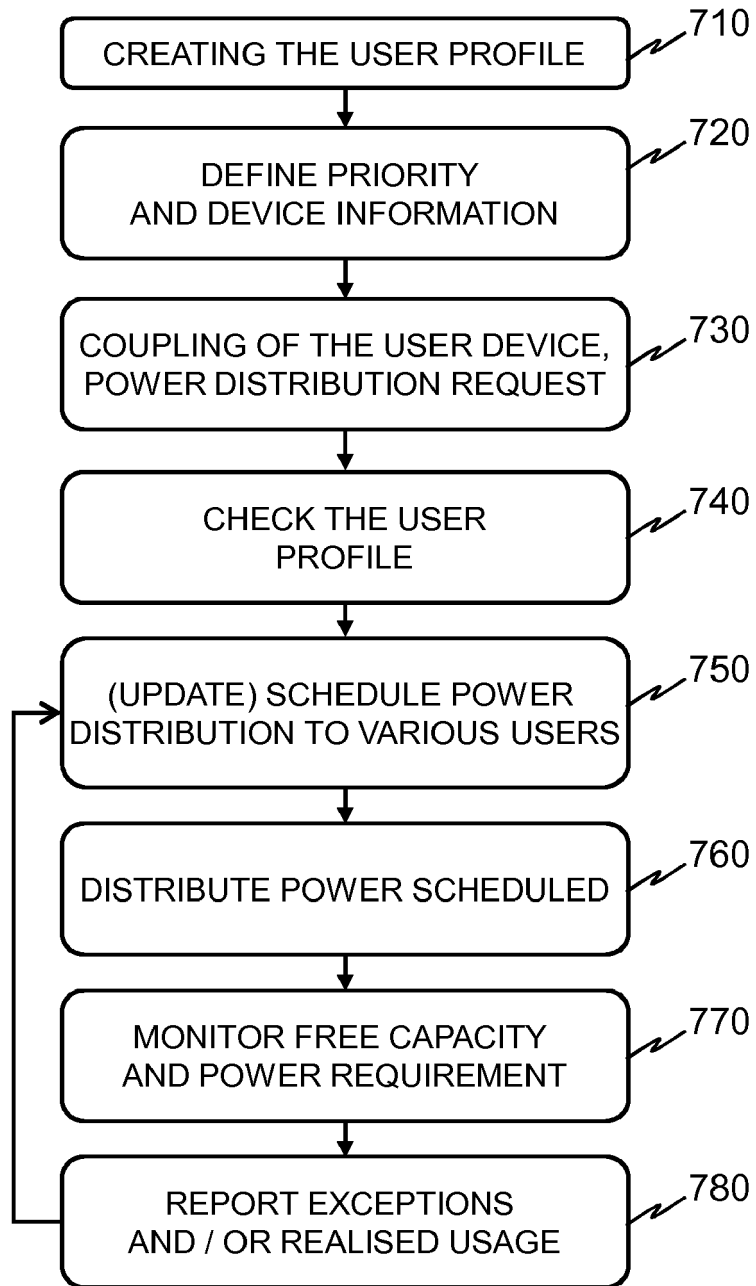 710
CREATING THE USER PROFILE
720
DEFINE PRIORITY
AND DEVICE INFORMATION
730
COUPLING OF THE USER DEVICE,
POWER DISTRIBUTION REQUEST
740
CHECK THE USER
PROFILE
750
(UPDATE) SCHEDULE POWER
DISTRIBUTION TO VARIOUS USERS
760
DISTRIBUTE POWER SCHEDULED
770
MONITOR FREE CAPACITY
AND POWER REQUIREMENT
780
REPORT EXCEPTIONS
AND / OR REALISED USAGE